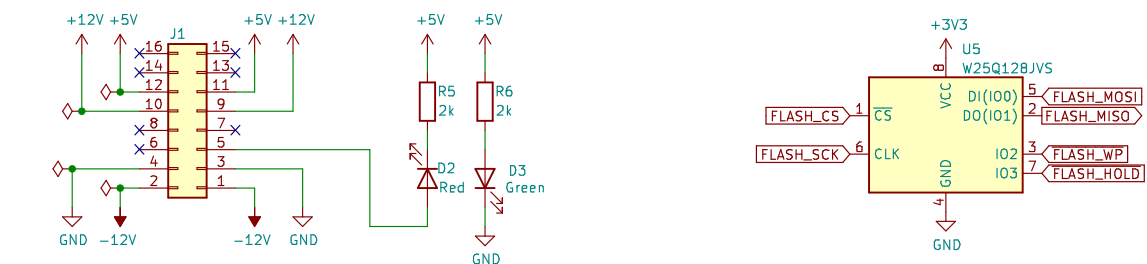 +12V
+5V
J1
+5V
+12V
16
15
14
13
12
11
10
9
8
7
6
5
4
3
2
1
GND
-12V
-12V
GND
+5V
+5V
R5
2k
R6
2k
D2
Red
D3
Green
GND
+3V3
U5
W25Q128JVS
8
VCC
FLASH_CS
1
CS
FLASH_SCK
6
CLK
DI(IO0)
5
FLASH_MOSI
DO(IO1)
2
FLASH_MISO
IO2
3
FLASH_WP
IO3
7
FLASH_HOLD
GND
4
GND